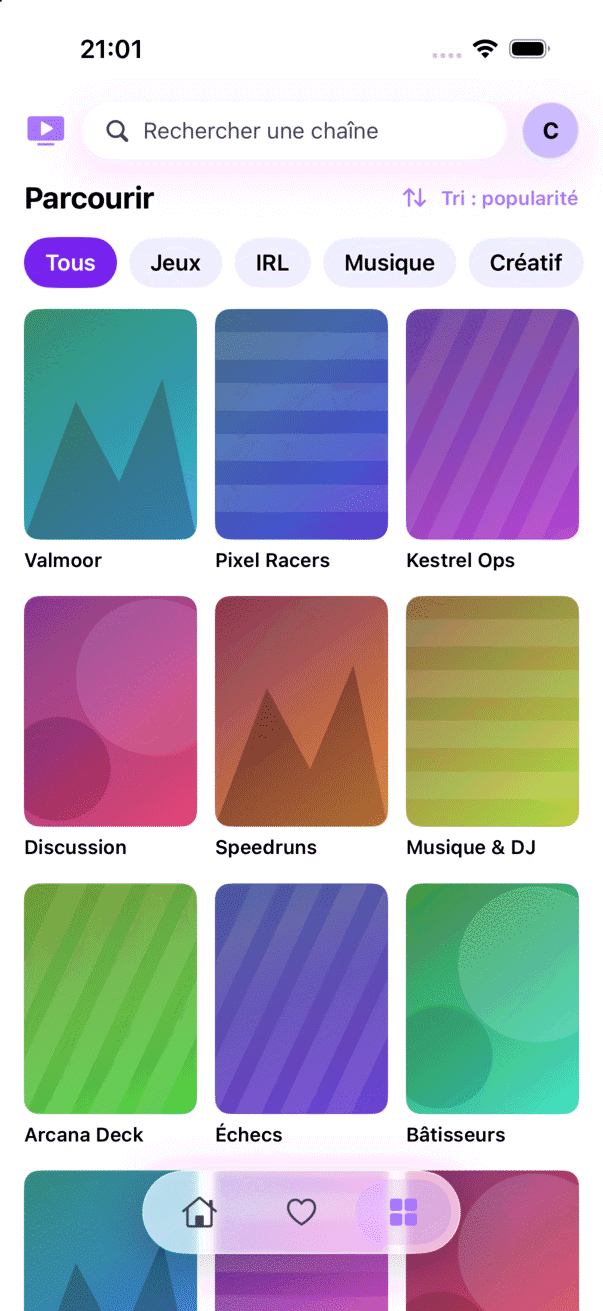 21:01
Rechercher une chaîne
C
Parcourir
Tri : popularité
Tous Jeux IRL Musique Créatif
Valmoor Pixel Racers Kestrel Ops
Discussion Speedruns Musique & DJ
Arcana Deck Échecs Bâtisseurs